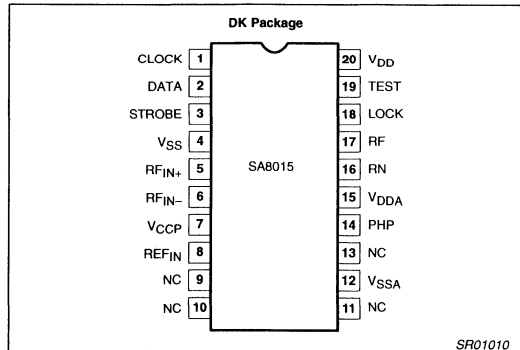 DK Package
CLOCK 1 20 VDD
DATA 2 19 TEST
STROBE 3 18 LOCK
VSS 4 17 RF
RFIN+ 5 SA8015 16 RN
RFIN– 6 15 VDDA
VCCP 7 14 PHP
REFIN 8 13 NC
NC 9 12 VSSA
NC 10 11 NC
SR01010